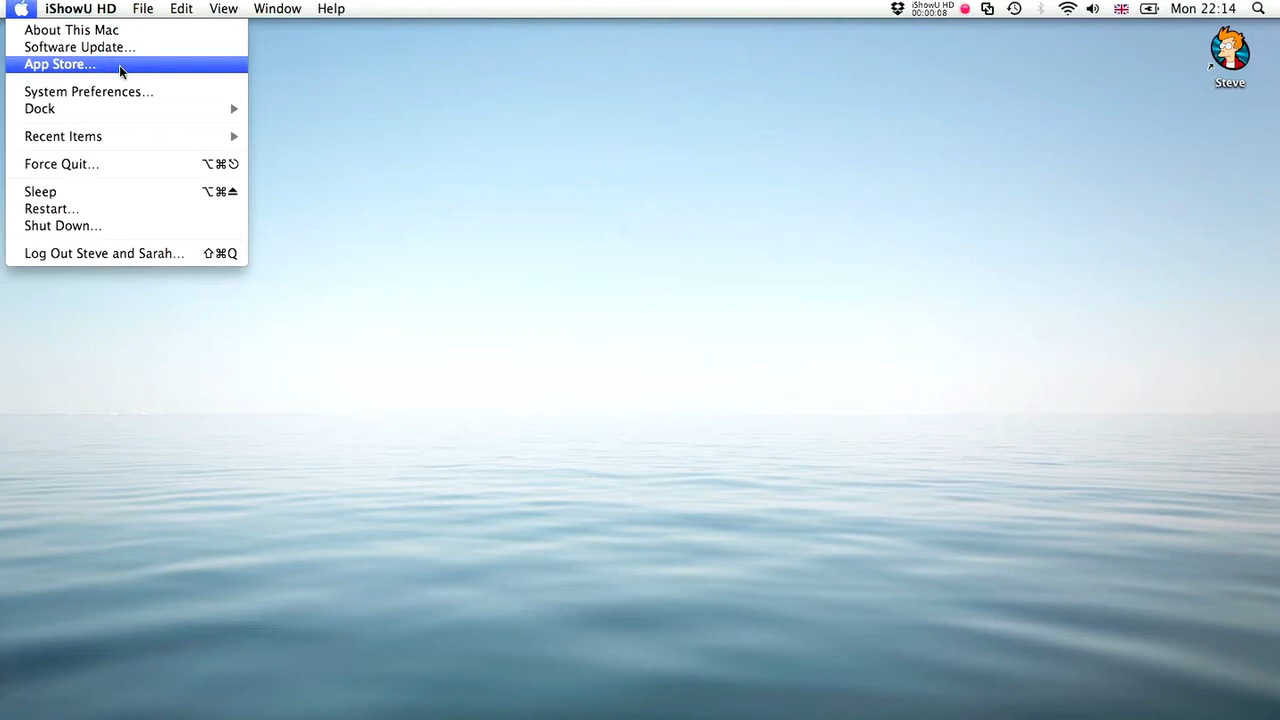 iShowU HD File Edit View Window Help iShowU HD 00:00:08 Mon 22:14
About This Mac
Software Update...
App Store...
System Preferences...
Dock
Recent Items
Force Quit... ⌥⌘⎋
Sleep ⌥⌘⏏
Restart...
Shut Down...
Log Out Steve and Sarah... ⇧⌘Q
Steve